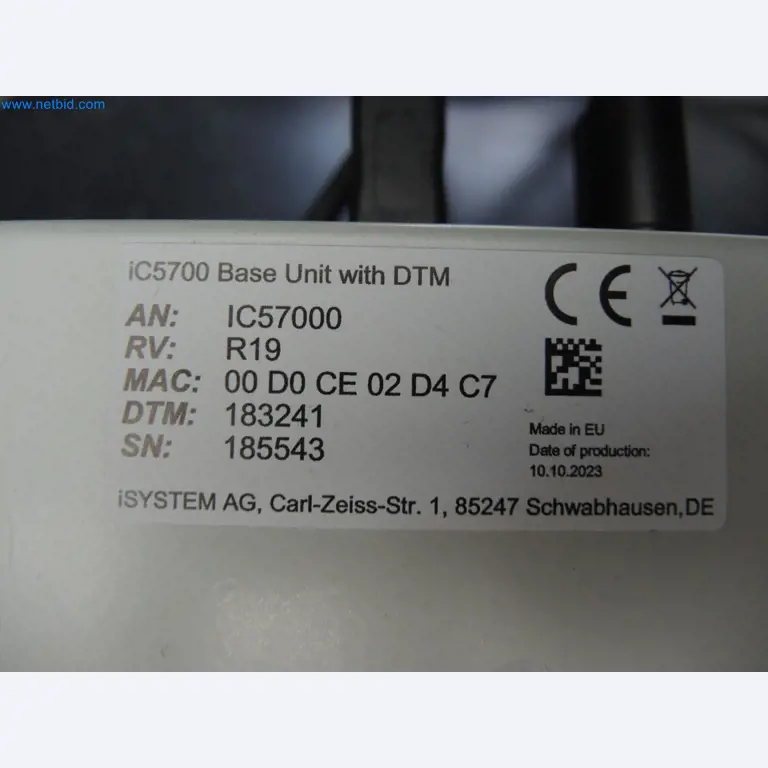 www.netbid.com
iC5700 Base Unit with DTM
AN: IC57000
RV: R19
MAC: 00 D0 CE 02 D4 C7
DTM: 183241
SN: 185543
CE
Made in EU
Date of production:
10.10.2023
iSYSTEM AG, Carl-Zeiss-Str. 1, 85247 Schwabhausen,DE